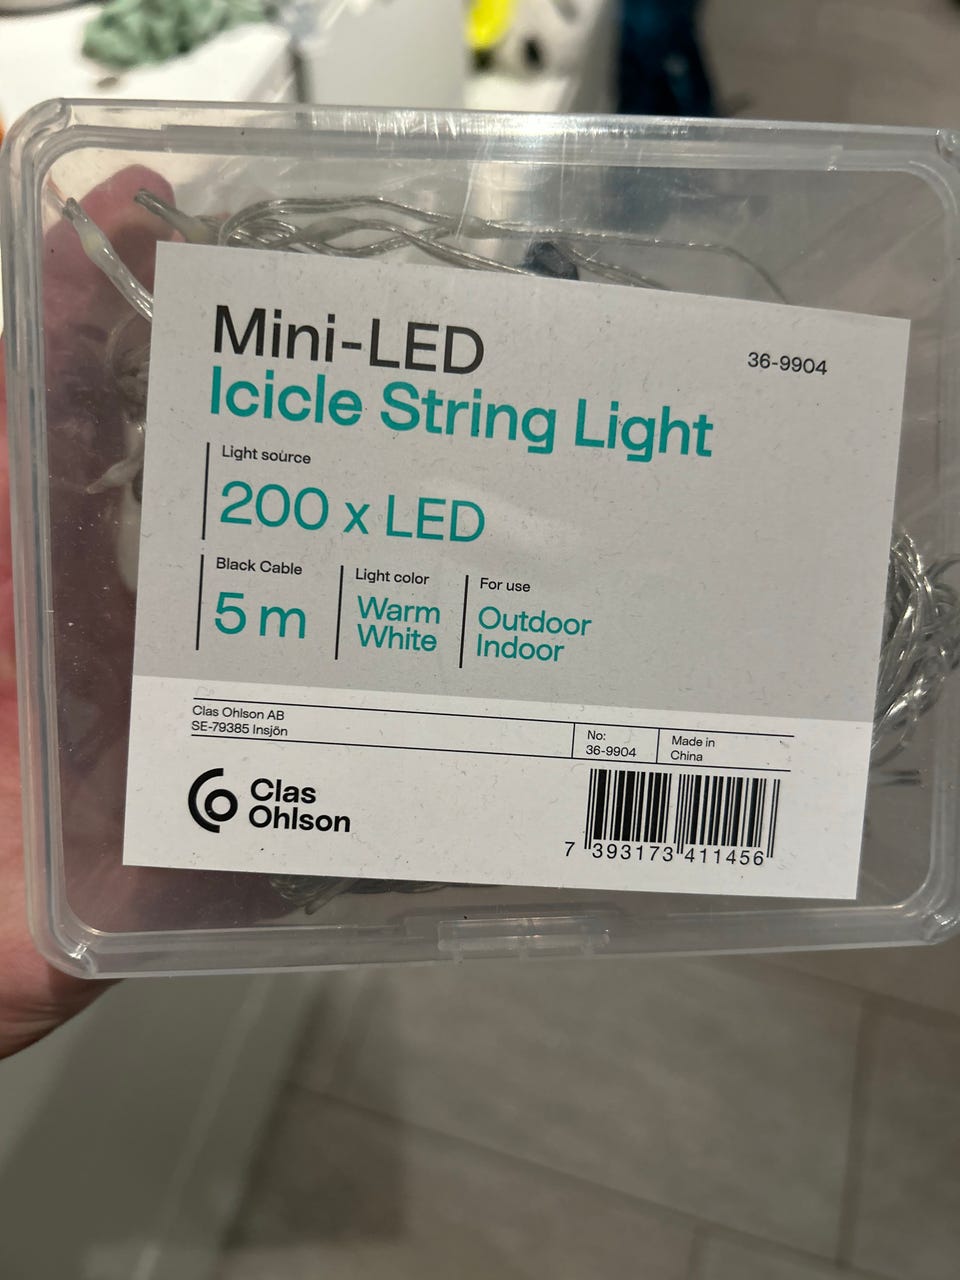 Mini-LED
36-9904
Icicle String Light
Light source
200 x LED
Black Cable
5 m
Light color
Warm
White
For use
Outdoor
Indoor
Clas Ohlson AB
SE-79385 Insjön
No:
36-9904
Made in
China
Clas
Ohlson
7 393173 411456